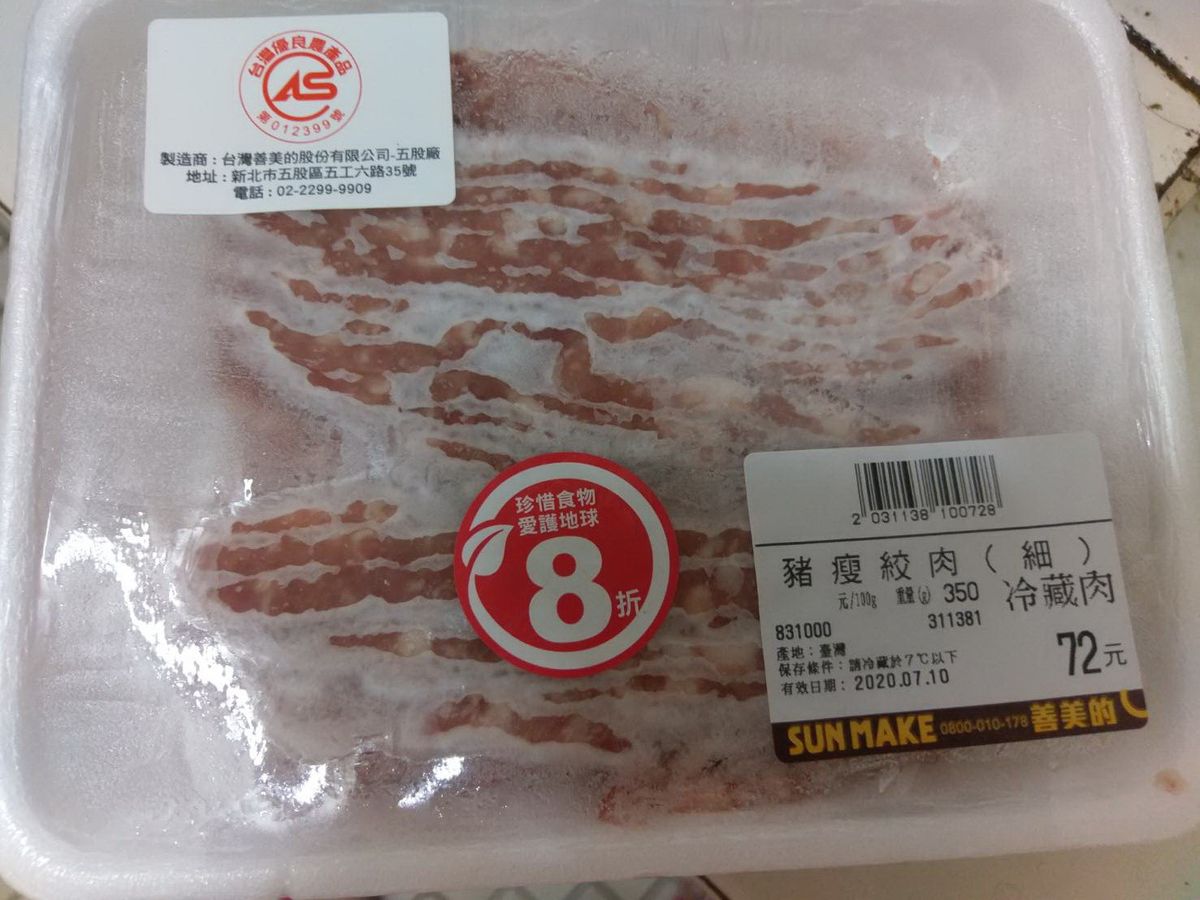 台灣優良農產品
CAS
第012399號
製造商：台灣善美的股份有限公司-五股廠
地址：新北市五股區五工六路35號
電話：02-2299-9909
珍惜食物
愛護地球
8折
2 031138 100728
豬瘦絞肉（細）
元/100g 重量(g) 350 冷藏肉
831000 311381
產地：臺灣
保存條件：請冷藏於7℃以下
有效日期：2020.07.10
72元
SUN MAKE 0800-010-178 善美的